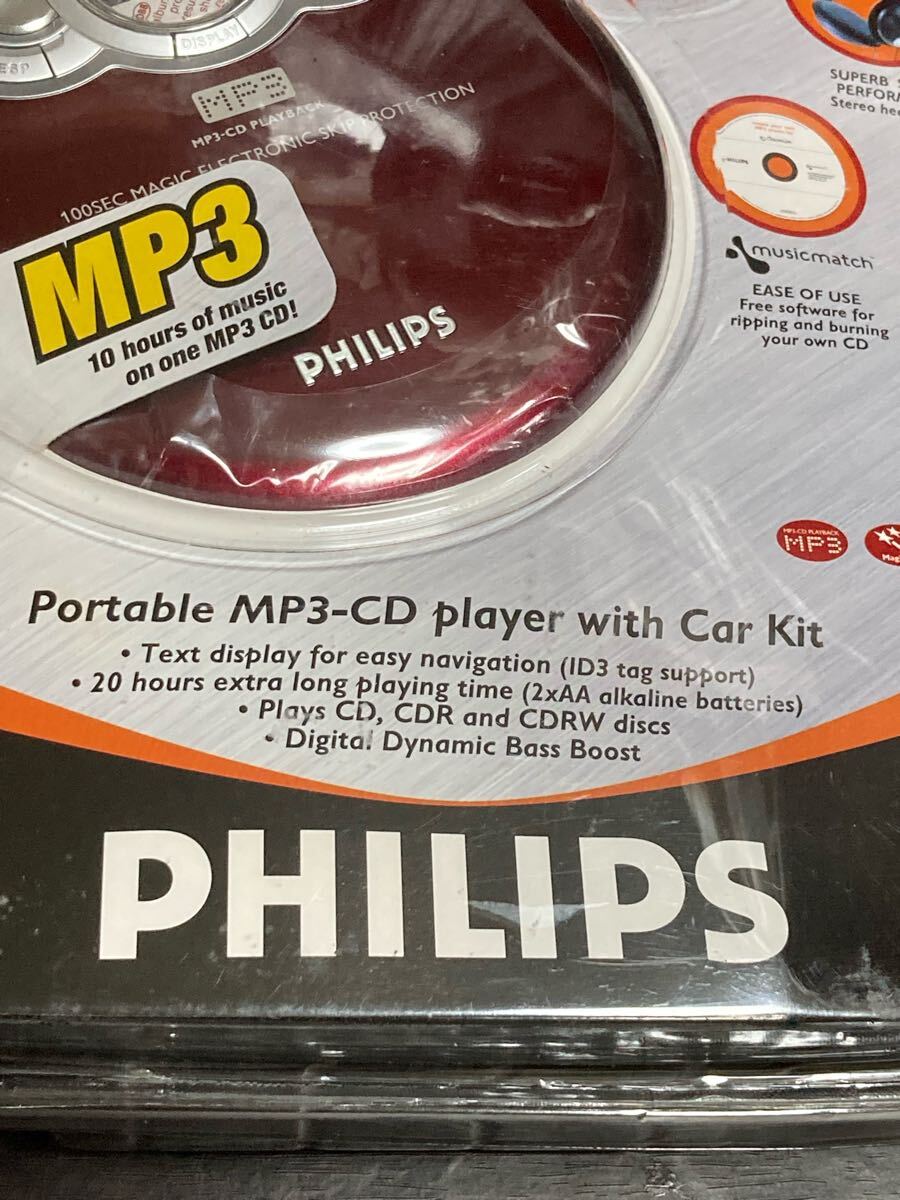 ESP
DISPLAY
MP3
MP3-CD PLAYBACK
100SEC MAGIC ELECTRONIC SKIP PROTECTION
MP3
10 hours of music
on one MP3 CD!
PHILIPS
SUPERB
Stereo
musicmatch
EASE OF USE
Free software for
ripping and burning
your own CD
MP3-CD PLAYBACK
MP3
Portable MP3-CD player with Car Kit
• Text display for easy navigation (ID3 tag support)
• 20 hours extra long playing time (2xAA alkaline batteries)
• Plays CD, CDR and CDRW discs
• Digital Dynamic Bass Boost
PHILIPS